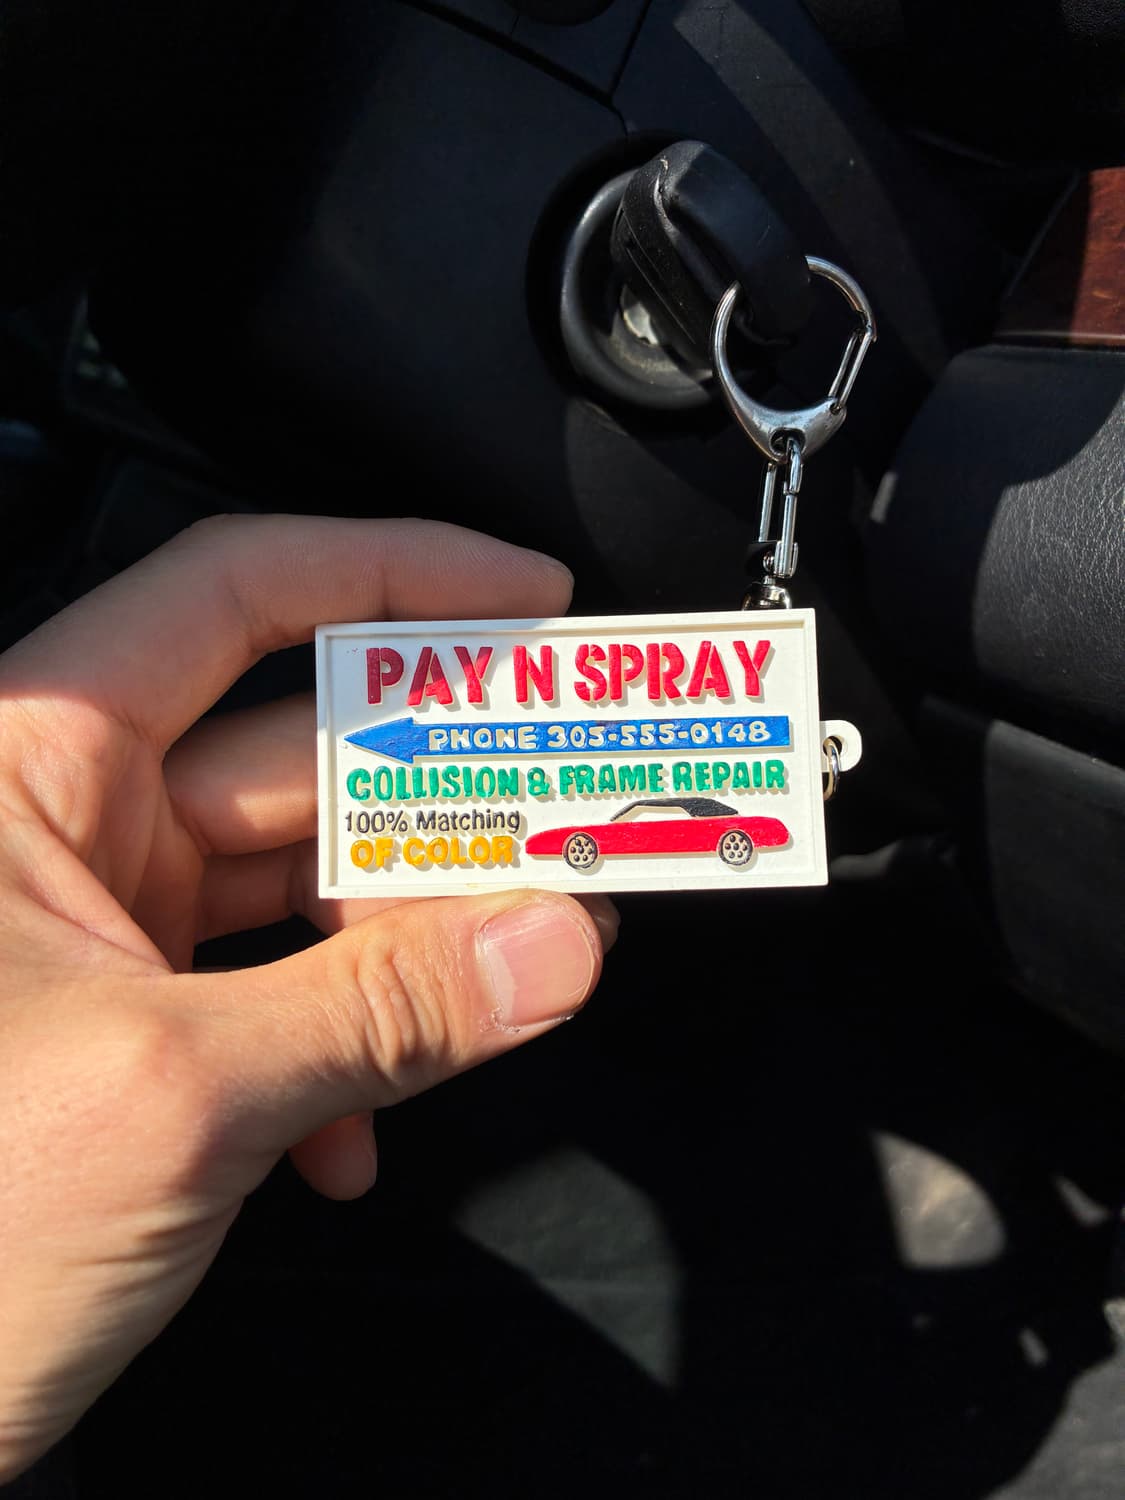 PAY N SPRAY
PHONE 305-555-0148
COLLISION & FRAME REPAIR
100% Matching
OF COLOR